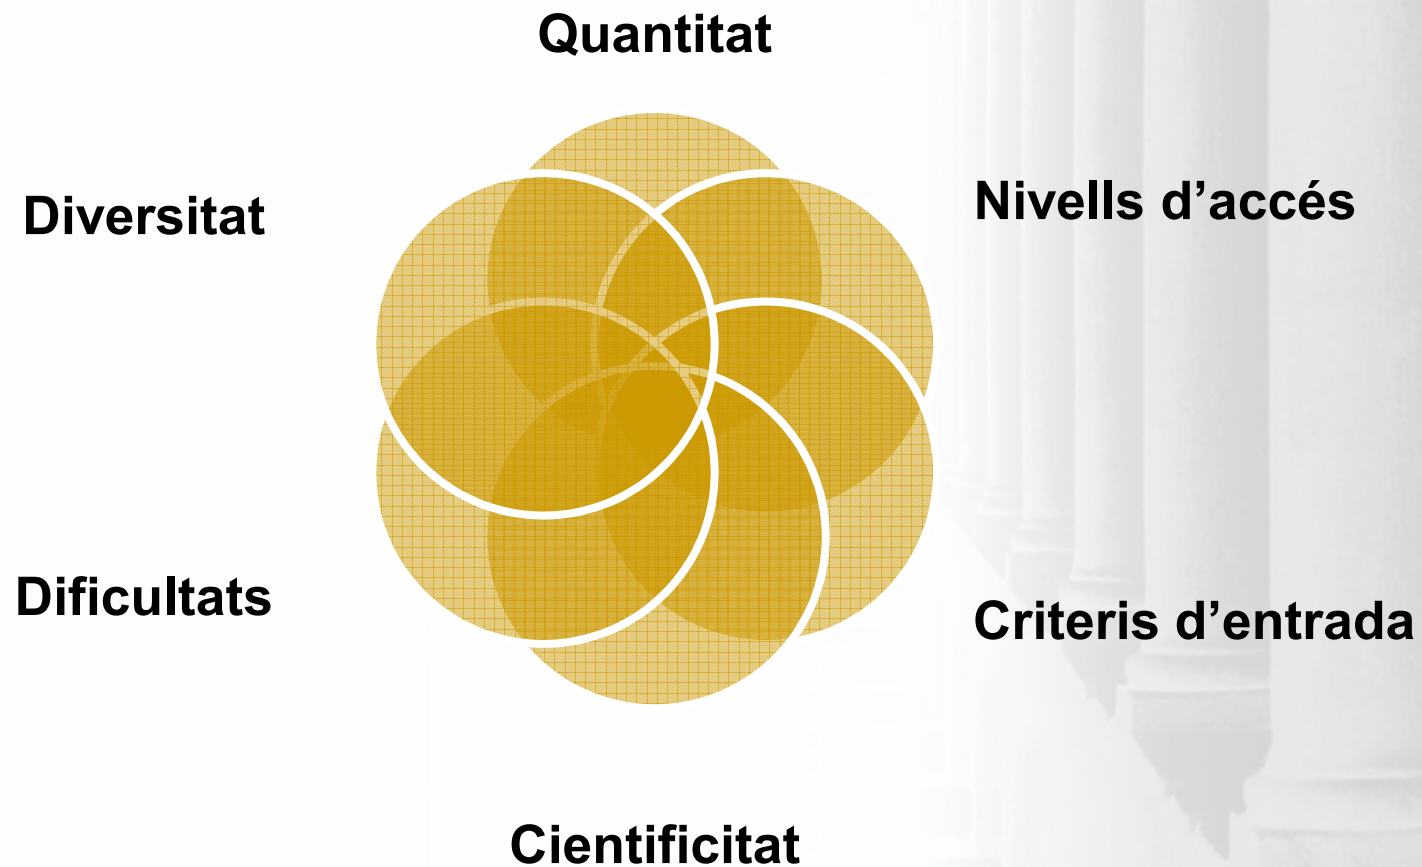 Quantitat
Nivells d’accés
Diversitat
Dificultats
Criteris d’entrada
Cientificitat